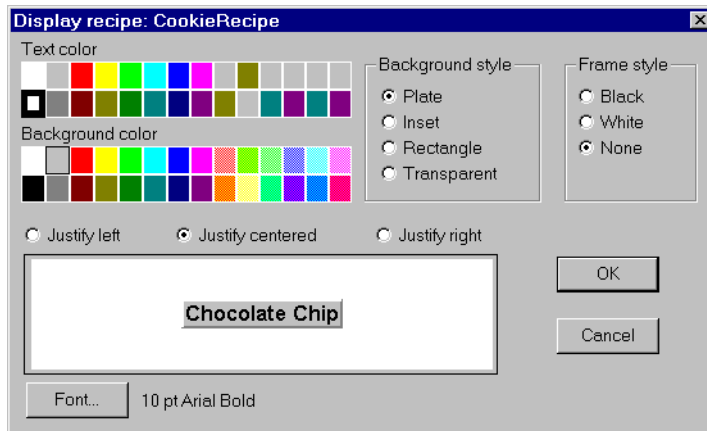 Display recipe: CookieRecipe
Text color
Background color
Background style
Plate
Inset
Rectangle
Transparent
Frame style
Black
White
None
Justify left
Justify centered
Justify right
Chocolate Chip
OK
Cancel
Font...
10 pt Arial Bold